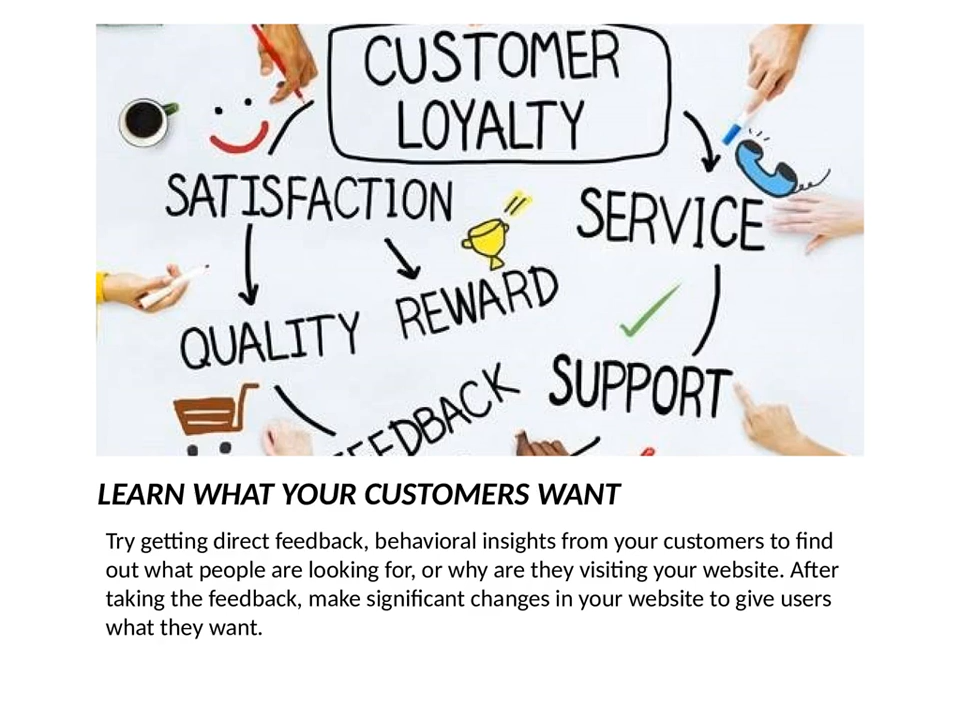 CUSTOMER
LOYALTY
SATISFACTION
SERVICE
QUALITY REWARD
SUPPORT
FEEDBACK
LEARN WHAT YOUR CUSTOMERS WANT
Try getting direct feedback, behavioral insights from your customers to find
out what people are looking for, or why are they visiting your website. After
taking the feedback, make significant changes in your website to give users
what they want.